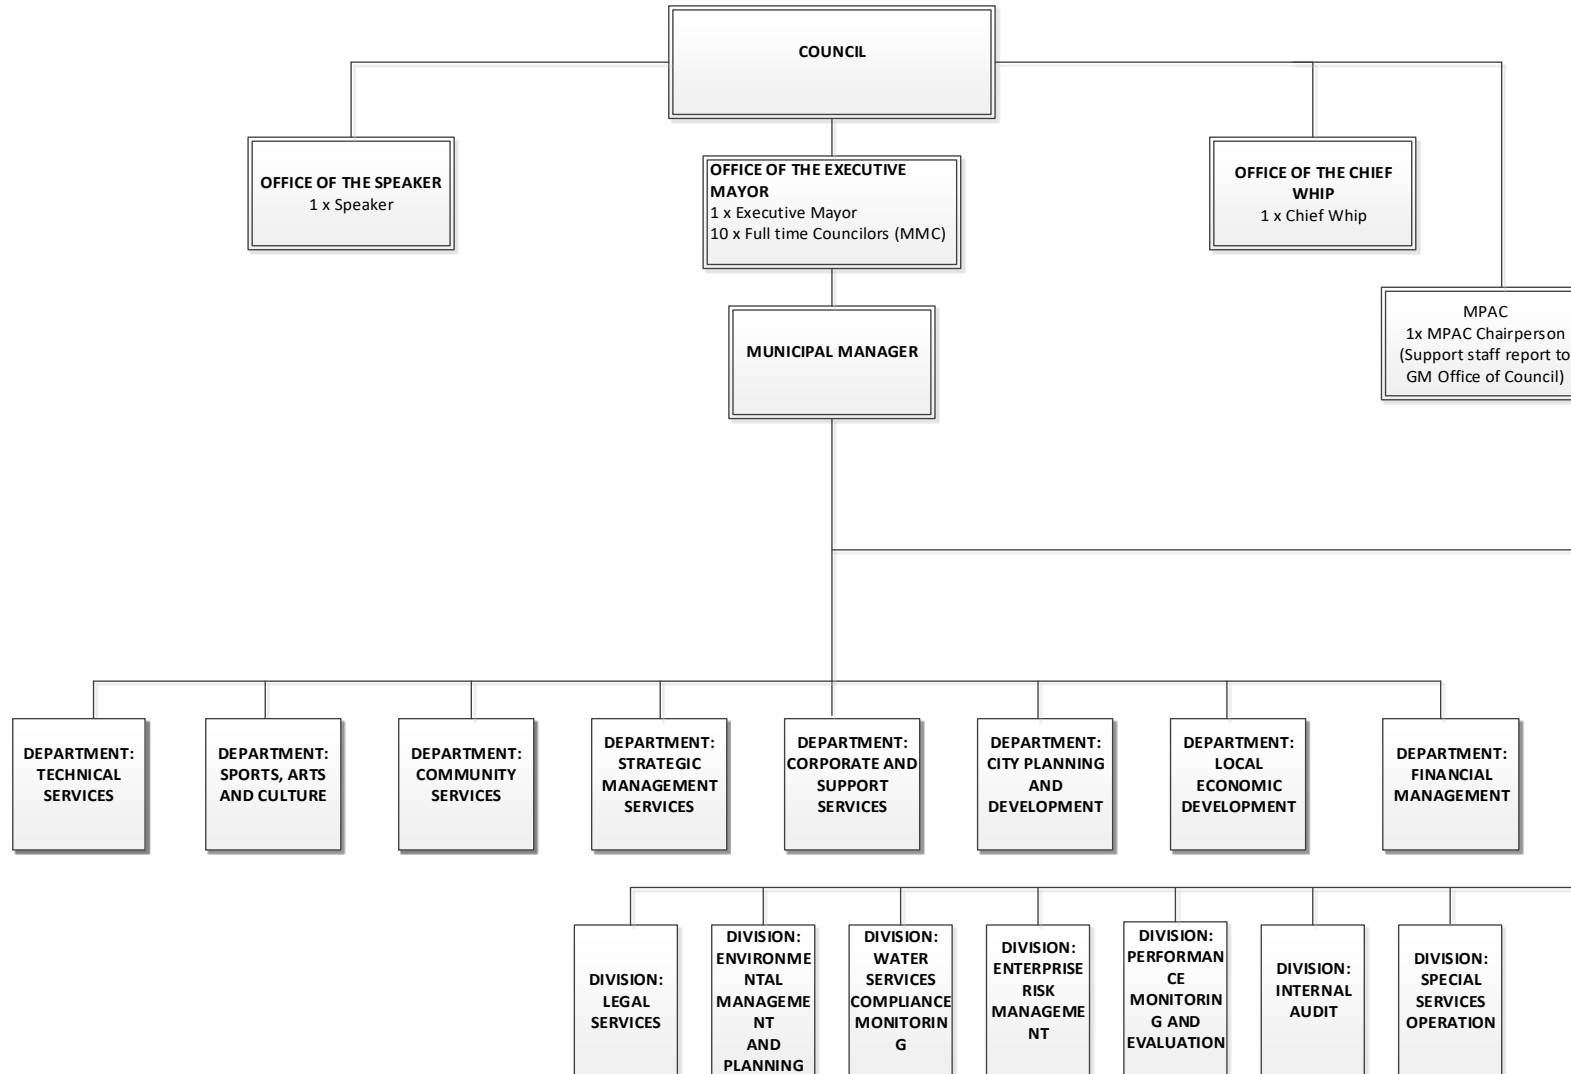 COUNCIL
OFFICE OF THE SPEAKER
1 x Speaker
OFFICE OF THE EXECUTIVE
MAYOR
1 x Executive Mayor
10 x Full time Councilors (MMC)
OFFICE OF THE CHIEF
WHIP
1 x Chief Whip
MPAC
1x MPAC Chairperson
(Support staff report to
GM Office of Council)
MUNICIPAL MANAGER
DEPARTMENT:
TECHNICAL
SERVICES
DEPARTMENT:
SPORTS, ARTS
AND CULTURE
DEPARTMENT:
COMMUNITY
SERVICES
DEPARTMENT:
STRATEGIC
MANAGEMENT
SERVICES
DEPARTMENT:
CORPORATE AND
SUPPORT
SERVICES
DEPARTMENT:
CITY PLANNING
AND
DEVELOPMENT
DEPARTMENT:
LOCAL
ECONOMIC
DEVELOPMENT
DEPARTMENT:
FINANCIAL
MANAGEMENT
DIVISION:
LEGAL
SERVICES
DIVISION:
ENVIRONME
NTAL
MANAGEME
NT
AND
PLANNING
DIVISION:
WATER
SERVICES
COMPLIANCE
MONITORIN
G
DIVISION:
ENTERPRISE
RISK
MANAGEME
NT
DIVISION:
PERFORMAN
CE
MONITORIN
G AND
EVALUATION
DIVISION:
INTERNAL
AUDIT
DIVISION:
SPECIAL
SERVICES
OPERATION